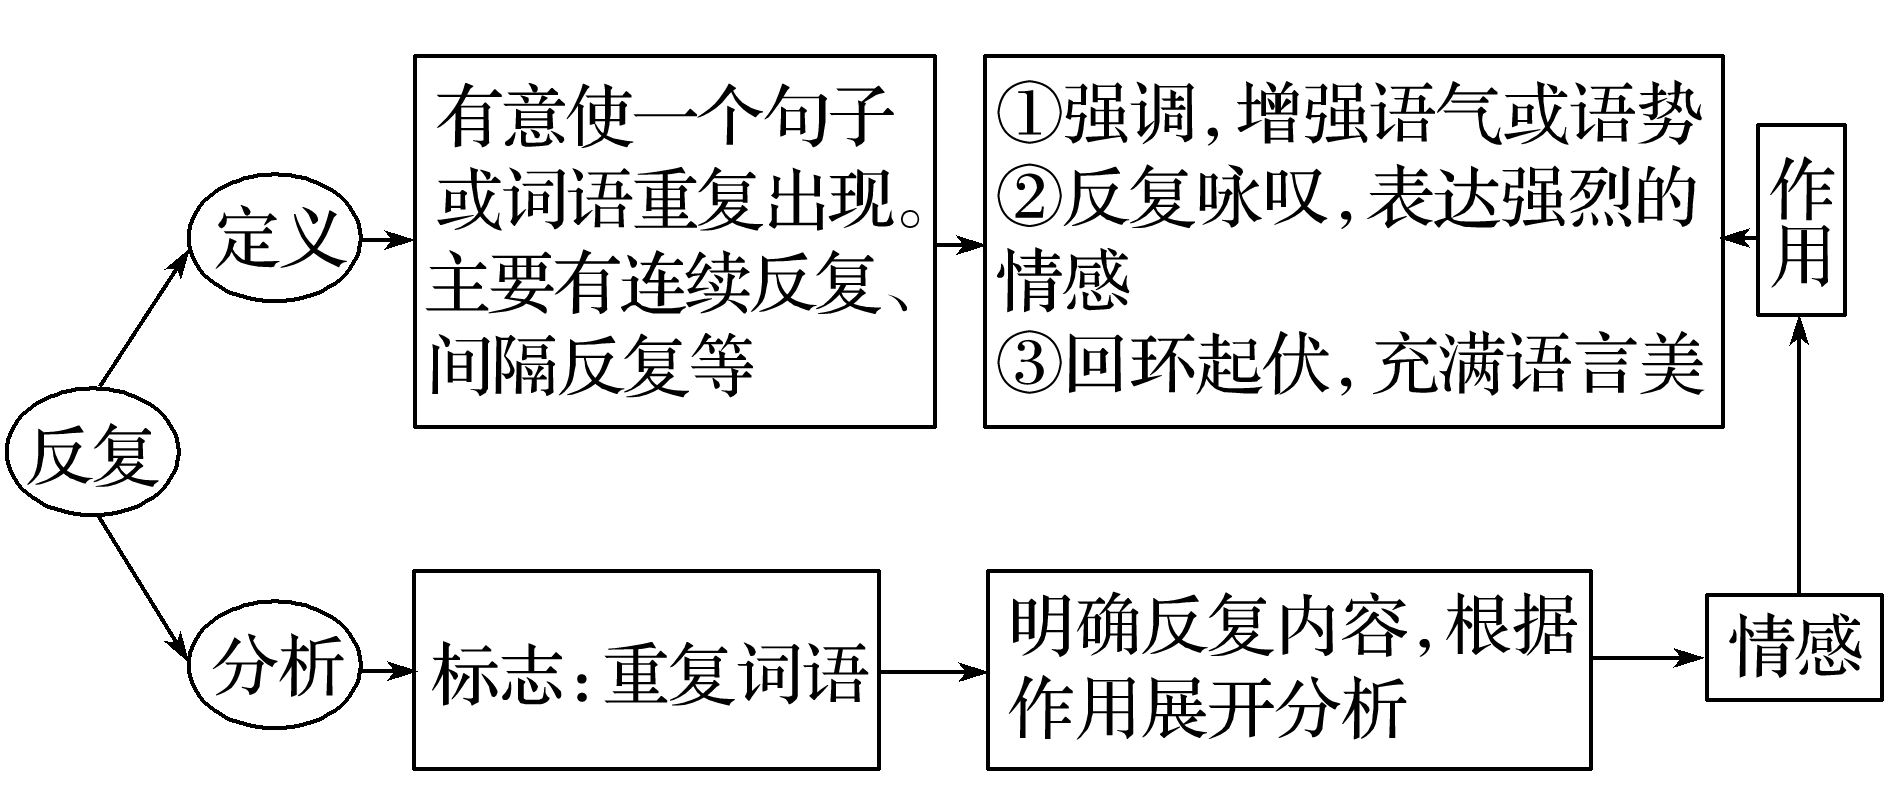 反复
定义
有意使一个句子
或词语重复出现。
主要有连续反复、
间隔反复等
①强调,增强语气或语势
②反复咏叹,表达强烈的
情感
③回环起伏,充满语言美
作用
分析
标志:重复词语
明确反复内容,根据
作用展开分析
情感